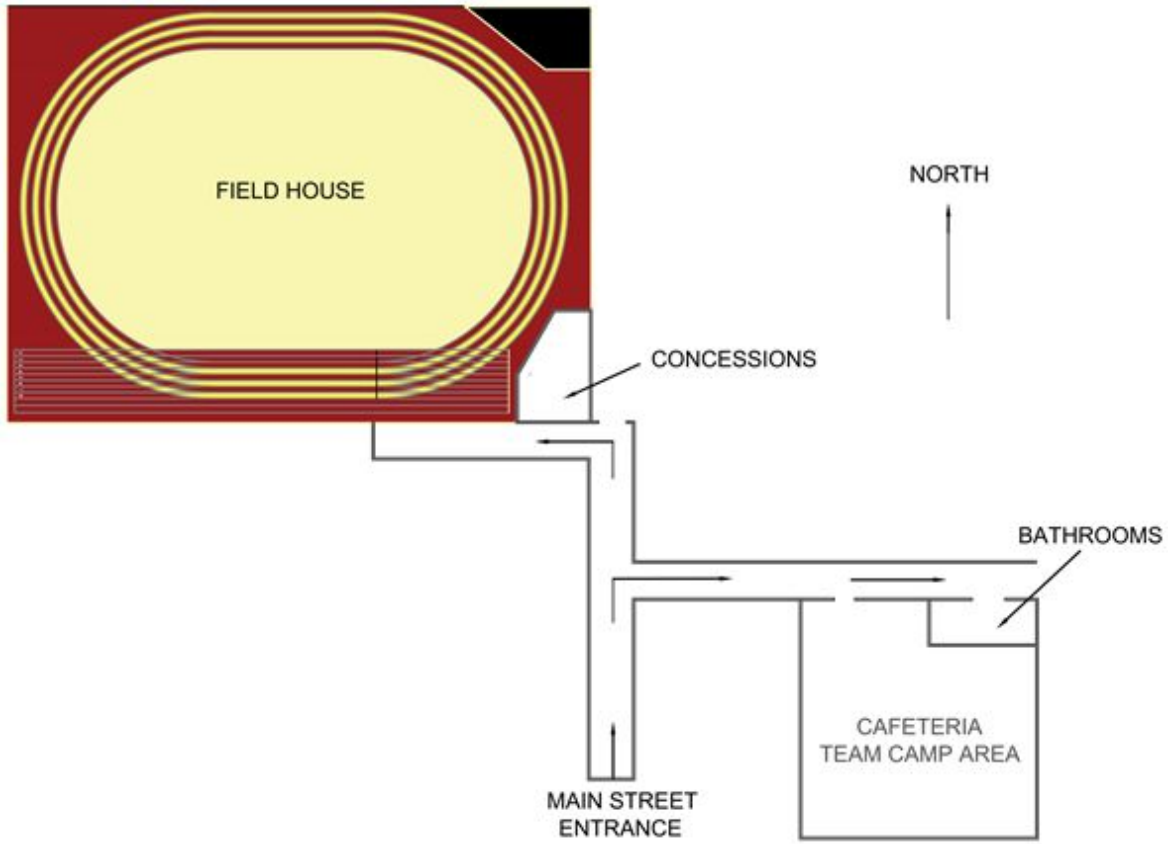 FIELD HOUSE
NORTH
CONCESSIONS
BATHROOMS
CAFETERIA
TEAM CAMP AREA
MAIN STREET
ENTRANCE